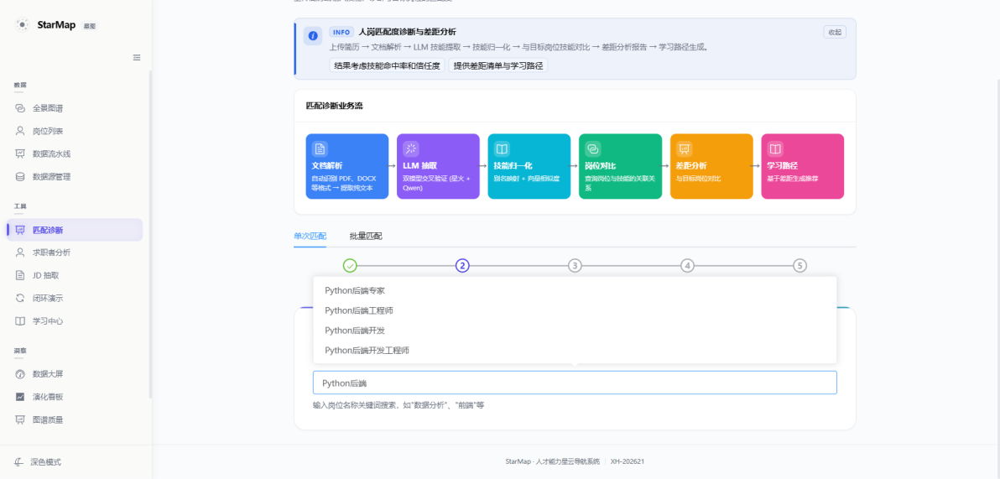 StarMap 星图
数据
全景图谱
岗位列表
数据流水线
数据源管理
工具
匹配诊断
求职者分析
JD 抽取
闭环演示
学习中心
洞察
数据大屏
演化看板
图谱质量
深色模式
INFO 人岗匹配度诊断与差距分析
收起
上传简历 → 文档解析 → LLM 技能提取 → 技能归一化 → 与目标岗位技能对比 → 差距分析报告 → 学习路径生成。
结果考虑技能命中率和信任度 提供差距清单与学习路径
匹配诊断业务流
文档解析
自动识别 PDF、DOCX
等格式 → 提取纯文本
LLM 抽取
双模型交叉验证 (星火 +
Qwen)
技能归一化
别名映射 + 向量相似度
岗位对比
查询岗位与技能的关联关
系
差距分析
与目标岗位对比
学习路径
基于差距生成推荐
单次匹配 批量匹配
2 3 4 5
Python后端专家
Python后端工程师
Python后端开发
Python后端开发工程师
Python后端
输入岗位名称关键词搜索，如"数据分析"、"前端"等
StarMap · 人才能力星云导航系统 | XH-202621